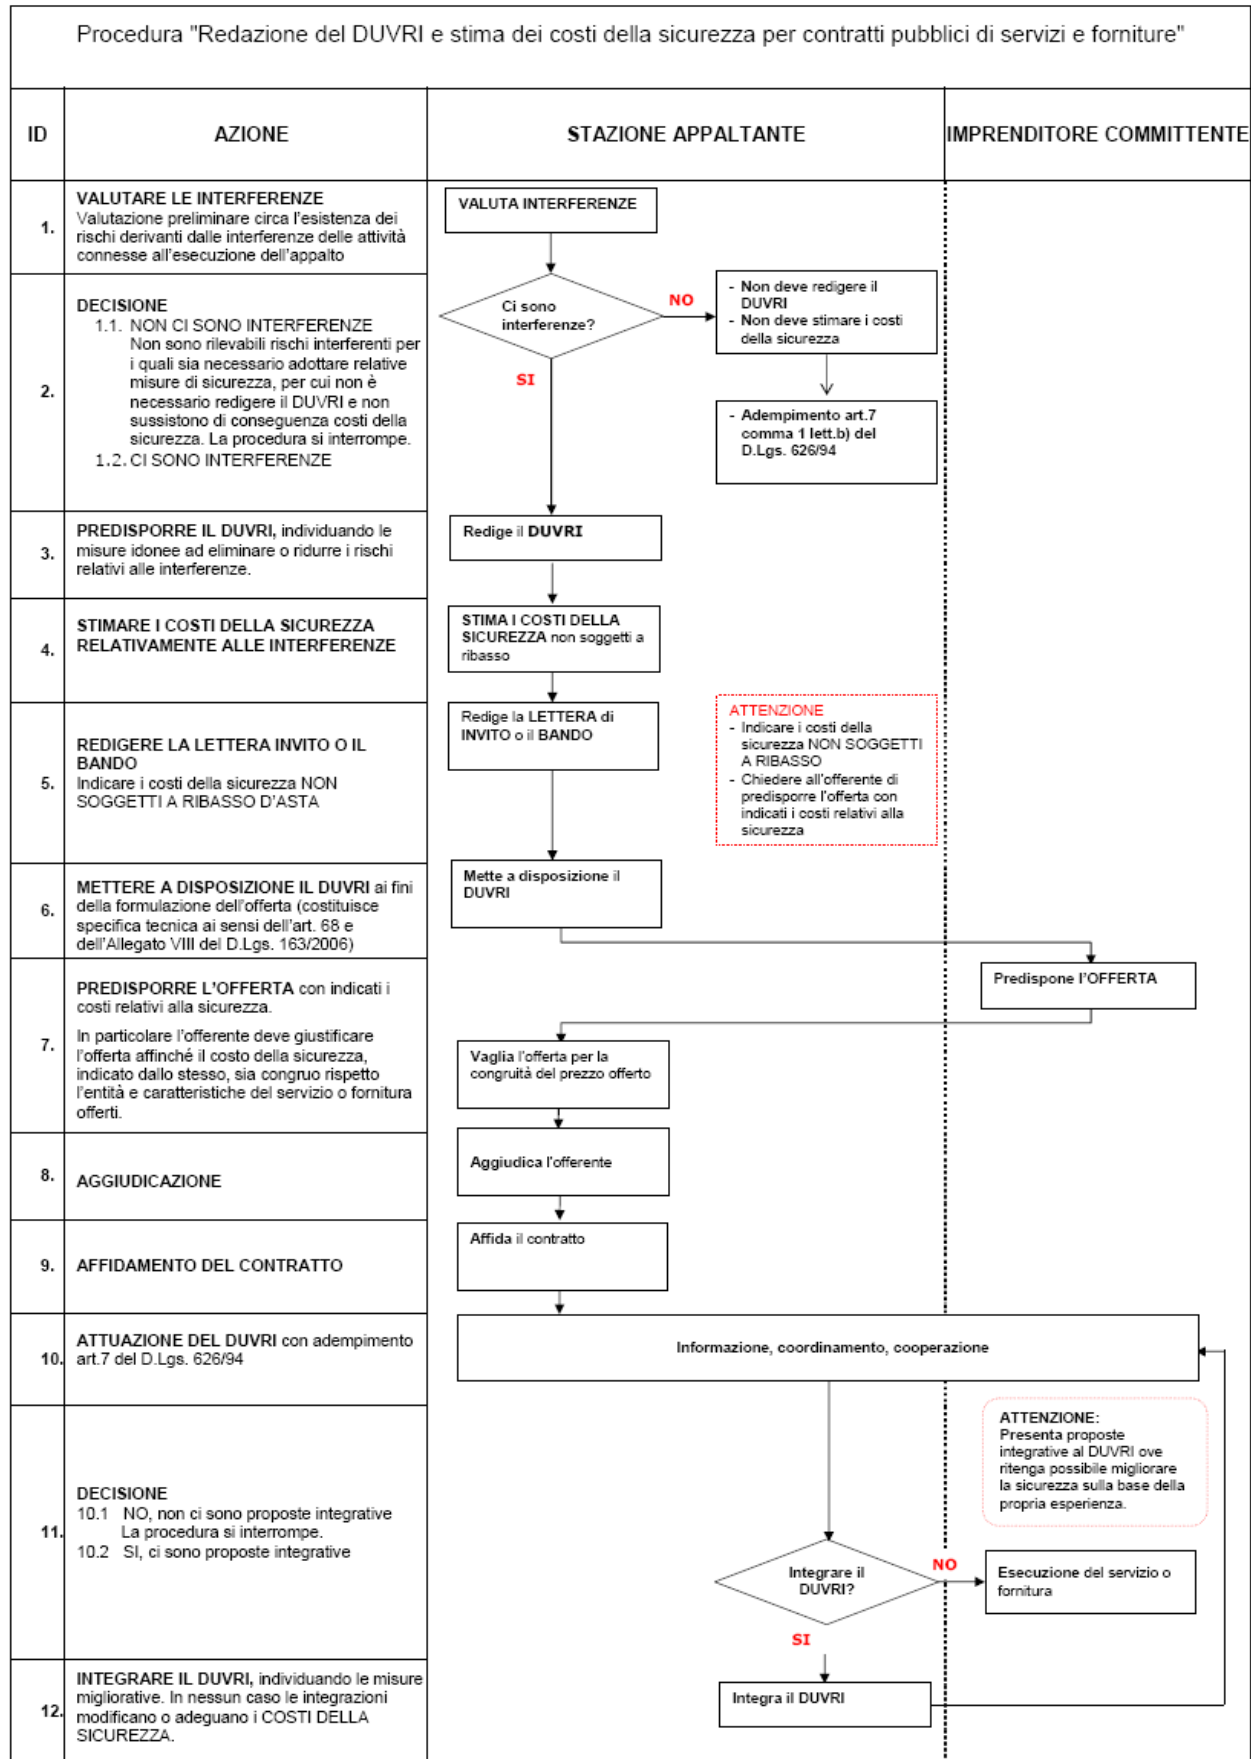 Procedura "Redazione del DUVRI e stima dei costi della sicurezza per contratti pubblici di servizi e forniture"
ID
AZIONE
STAZIONE APPALTANTE
IMPRENDITORE COMMITTENTE
1.
VALUTARE LE INTERFERENZE
Valutazione preliminare circa l'esistenza dei
rischi derivanti dalle interferenze delle attività
connesse all'esecuzione dell'appalto
VALUTA INTERFERENZE
2.
DECISIONE
1.1. NON CI SONO INTERFERENZE
Non sono rilevabili rischi interferenti per
i quali sia necessario adottare relative
misure di sicurezza, per cui non è
necessario redigere il DUVRI e non
sussistono di conseguenza costi della
sicurezza. La procedura si interrompe.
1.2. CI SONO INTERFERENZE
Ci sono
interferenze?
NO
SI
- Non deve redigere il
DUVRI
- Non deve stimare i costi
della sicurezza
- Adempimento art.7
comma 1 lett.b) del
D.Lgs. 626/94
3.
PREDISPORRE IL DUVRI, individuando le
misure idonee ad eliminare o ridurre i rischi
relativi alle interferenze.
Redige il DUVRI
4.
STIMARE I COSTI DELLA SICUREZZA
RELATIVAMENTE ALLE INTERFERENZE
STIMA I COSTI DELLA
SICUREZZA non soggetti a
ribasso
5.
REDIGERE LA LETTERA INVITO O IL
BANDO
Indicare i costi della sicurezza NON
SOGGETTI A RIBASSO D'ASTA
Redige la LETTERA di
INVITO o il BANDO
ATTENZIONE
- Indicare i costi della
sicurezza NON SOGGETTI
A RIBASSO
- Chiedere all'offerente di
predisporre l'offerta con
indicati i costi relativi alla
sicurezza
6.
METTERE A DISPOSIZIONE IL DUVRI ai fini
della formulazione dell'offerta (costituisce
specifica tecnica ai sensi dell'art. 68 e
dell'Allegato VIII del D.Lgs. 163/2006)
Mette a disposizione il
DUVRI
7.
PREDISPORRE L'OFFERTA con indicati i
costi relativi alla sicurezza.
In particolare l'offerente deve giustificare
l'offerta affinché il costo della sicurezza,
indicato dallo stesso, sia congruo rispetto
l'entità e caratteristiche del servizio o fornitura
offerti.
Predispone l'OFFERTA
Vaglia l'offerta per la
congruità del prezzo offerto
8.
AGGIUDICAZIONE
Aggiudica l'offerente
9.
AFFIDAMENTO DEL CONTRATTO
Affida il contratto
10.
ATTUAZIONE DEL DUVRI con adempimento
art.7 del D.Lgs. 626/94
Informazione, coordinamento, cooperazione
11.
DECISIONE
10.1 NO, non ci sono proposte integrative
La procedura si interrompe.
10.2 SI, ci sono proposte integrative
ATTENZIONE:
Presenta proposte
integrative al DUVRI ove
ritenga possibile migliorare
la sicurezza sulla base della
propria esperienza.
Integrare il
DUVRI?
NO
SI
Esecuzione del servizio o
fornitura
12.
INTEGRARE IL DUVRI, individuando le misure
migliorative. In nessun caso le integrazioni
modificano o adeguano i COSTI DELLA
SICUREZZA.
Integra il DUVRI